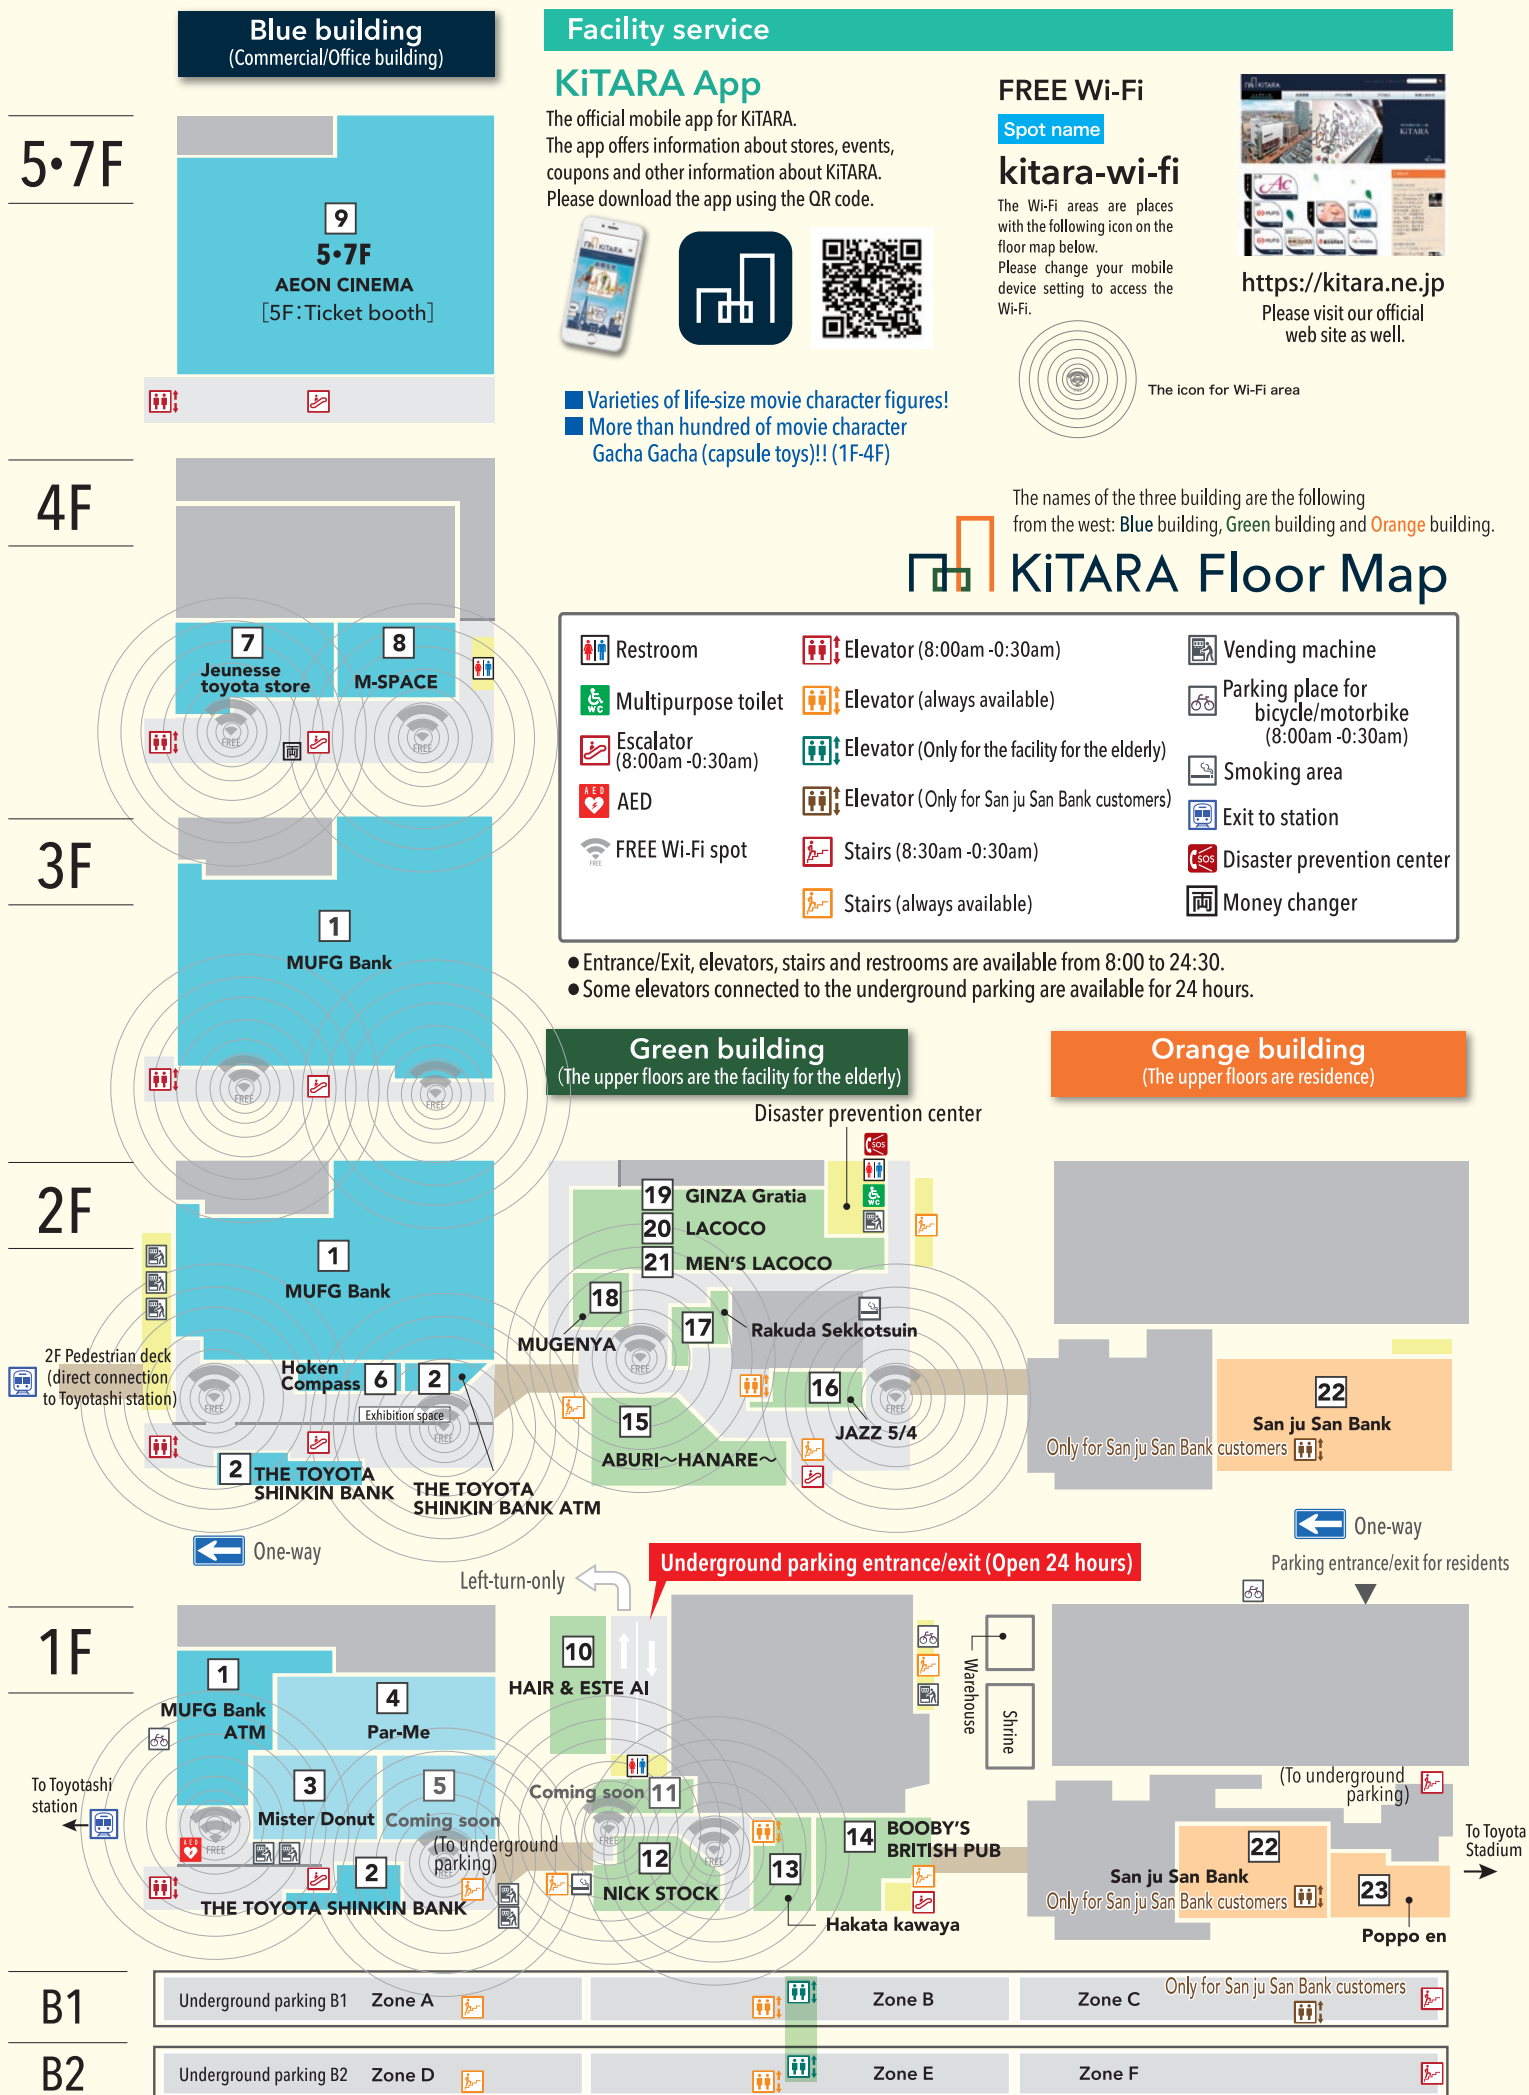 Blue building
(Commercial/Office building)
Facility service
KiTARA App
The official mobile app for KiTARA.
The app offers information about stores, events,
coupons and other information about KiTARA.
Please download the app using the QR code.
FREE Wi-Fi
Spot name
kitara-wi-fi
The Wi-Fi areas are places
with the following icon on the
floor map below.
Please change your mobile
device setting to access the
Wi-Fi.
The icon for Wi-Fi area
https://kitara.ne.jp
Please visit our official
web site as well.
■ Varieties of life-size movie character figures!
■ More than hundred of movie character
Gacha Gacha (capsule toys)!! (1F-4F)
5・7F
9
5・7F
AEON CINEMA
[5F:Ticket booth]
The names of the three building are the following
from the west: Blue building, Green building and Orange building.
KiTARA Floor Map
4F
7
Jeunesse
toyota store
8
M-SPACE
FREE
FREE
両
Restroom
Multipurpose toilet
Escalator
(8:00am -0:30am)
AED
FREE Wi-Fi spot
Elevator (8:00am -0:30am)
Elevator (always available)
Elevator (Only for the facility for the elderly)
Elevator (Only for San ju San Bank customers)
Stairs (8:30am -0:30am)
Stairs (always available)
Vending machine
Parking place for
bicycle/motorbike
(8:00am -0:30am)
Smoking area
Exit to station
SOS Disaster prevention center
両 Money changer
● Entrance/Exit, elevators, stairs and restrooms are available from 8:00 to 24:30.
● Some elevators connected to the underground parking are available for 24 hours.
3F
1
MUFG Bank
FREE
FREE
Green building
(The upper floors are the facility for the elderly)
Orange building
(The upper floors are residence)
Disaster prevention center
SOS
WC
2F
1
MUFG Bank
2F Pedestrian deck
(direct connection
to Toyotashi station)
Hoken
Compass
6
2
Exhibition space
FREE
FREE
2
THE TOYOTA
SHINKIN BANK
THE TOYOTA
SHINKIN BANK ATM
19 GINZA Gratia
20 LACOCO
21 MEN'S LACOCO
18
MUGENYA
17
Rakuda Sekkotsuin
FREE
16
JAZZ 5/4
FREE
15
ABURI～HANARE～
22
San ju San Bank
Only for San ju San Bank customers
One-way
One-way
Left-turn-only
Underground parking entrance/exit (Open 24 hours)
Parking entrance/exit for residents
1F
1
MUFG Bank
ATM
4
Par-Me
3
Mister Donut
5
Coming soon
To Toyotashi
station
AED
FREE
(To underground
parking)
FREE
2
THE TOYOTA SHINKIN BANK
10
HAIR & ESTE AI
Coming soon
11
FREE
12
NICK STOCK
FREE
13
Hakata kawaya
14
BOOBY'S
BRITISH PUB
Warehouse
Shrine
(To underground
parking)
22
San ju San Bank
Only for San ju San Bank customers
23
Poppo en
To Toyota
Stadium
B1
Underground parking B1 Zone A
Zone B
Zone C
Only for San ju San Bank customers
B2
Underground parking B2 Zone D
Zone E
Zone F